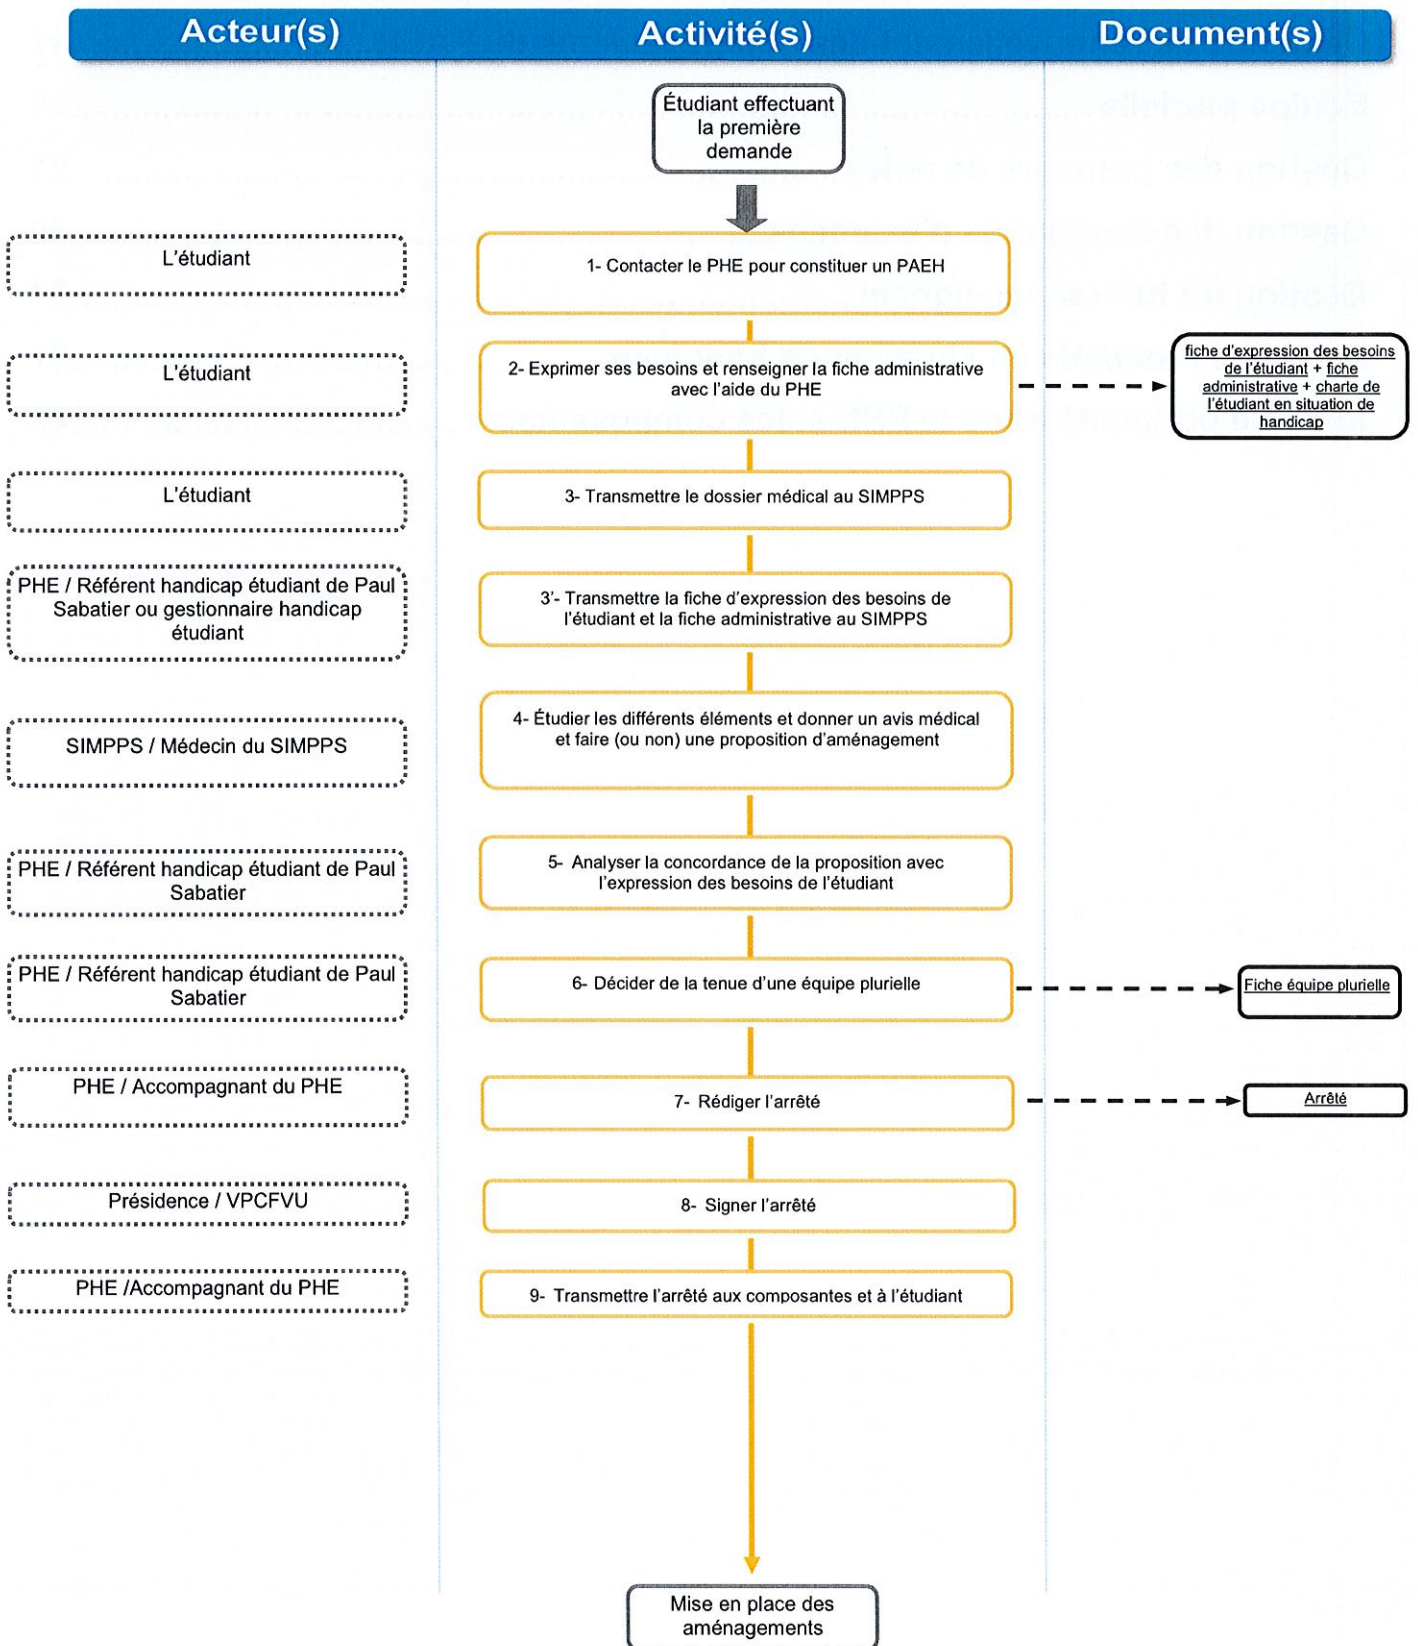 Acteur(s) Activité(s) Document(s)
Étudiant effectuant
la première
demande
L'étudiant
1- Contacter le PHE pour constituer un PAEH
L'étudiant
2- Exprimer ses besoins et renseigner la fiche administrative
avec l'aide du PHE
fiche d'expression des besoins
de l'étudiant + fiche
administrative + charte de
l'étudiant en situation de
handicap
L'étudiant
3- Transmettre le dossier médical au SIMPPS
PHE / Référent handicap étudiant de Paul
Sabatier ou gestionnaire handicap
étudiant
3'- Transmettre la fiche d'expression des besoins de
l'étudiant et la fiche administrative au SIMPPS
SIMPPS / Médecin du SIMPPS
4- Étudier les différents éléments et donner un avis médical
et faire (ou non) une proposition d'aménagement
PHE / Référent handicap étudiant de Paul
Sabatier
5- Analyser la concordance de la proposition avec
l'expression des besoins de l'étudiant
PHE / Référent handicap étudiant de Paul
Sabatier
6- Décider de la tenue d'une équipe plurielle
Fiche équipe plurielle
PHE / Accompagnant du PHE
7- Rédiger l'arrêté
Arrêté
Présidence / VPCFVU
8- Signer l'arrêté
PHE /Accompagnant du PHE
9- Transmettre l'arrêté aux composantes et à l'étudiant
Mise en place des
aménagements